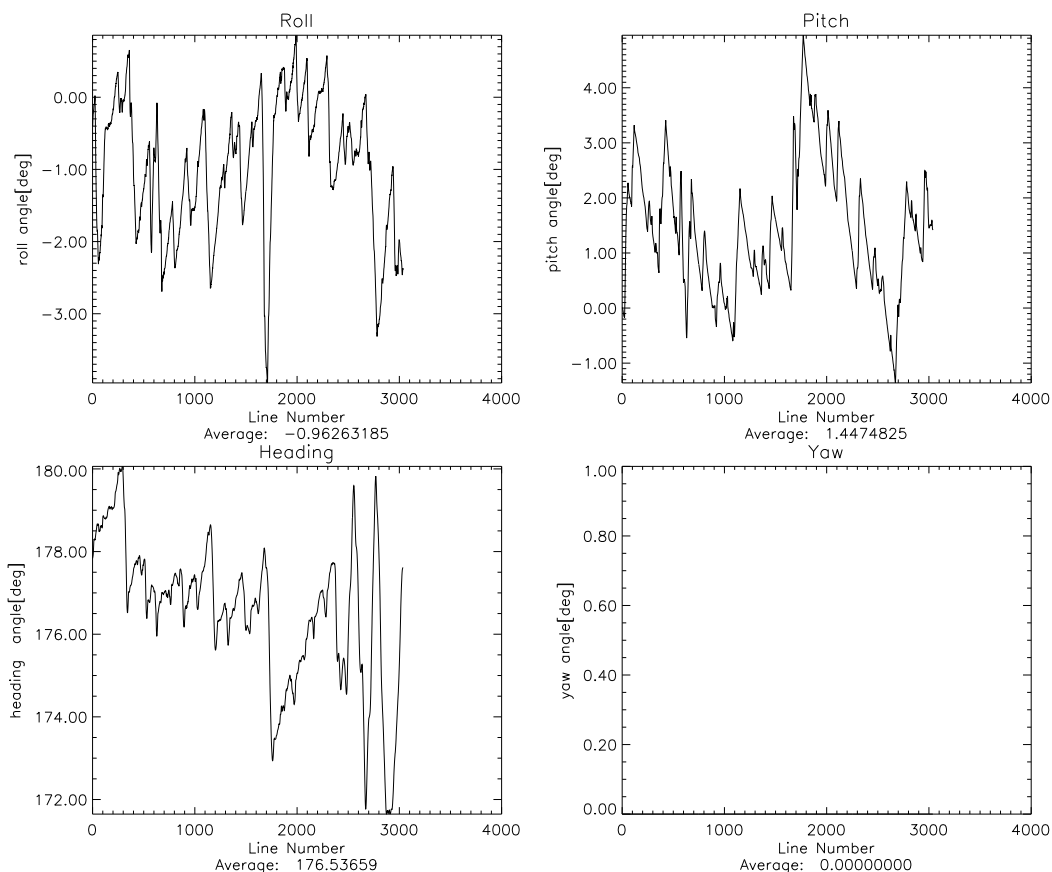 Roll
0.00
−1.00
−2.00
−3.00
roll angle[deg]
0 1000 2000 3000 4000
Line Number
Average: −0.96263185
Pitch
4.00
3.00
2.00
1.00
0.00
−1.00
pitch angle[deg]
0 1000 2000 3000 4000
Line Number
Average: 1.4474825
Heading
180.00
178.00
176.00
174.00
172.00
heading angle[deg]
0 1000 2000 3000 4000
Line Number
Average: 176.53659
Yaw
1.00
0.80
0.60
0.40
0.20
0.00
yaw angle[deg]
0 1000 2000 3000 4000
Line Number
Average: 0.00000000